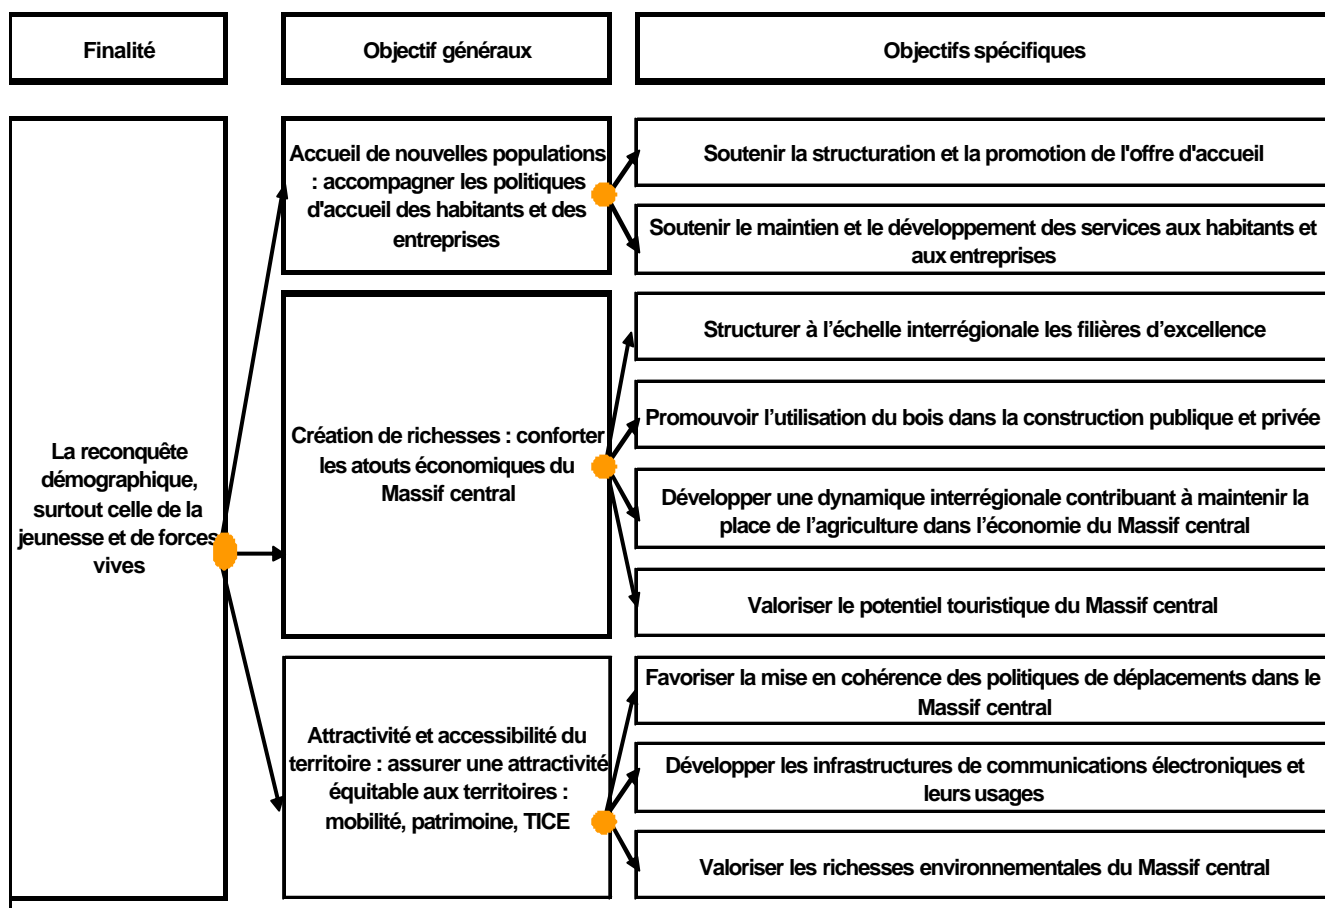 Finalité
Objectif généraux
Objectifs spécifiques
La reconquête
démographique,
surtout celle de la
jeunesse et de forces
vives
Accueil de nouvelles populations
: accompagner les politiques
d'accueil des habitants et des
entreprises
Soutenir la structuration et la promotion de l'offre d'accueil
Soutenir le maintien et le développement des services aux habitants et
aux entreprises
Création de richesses : conforter
les atouts économiques du
Massif central
Structurer à l’échelle interrégionale les filières d’excellence
Promouvoir l’utilisation du bois dans la construction publique et privée
Développer une dynamique interrégionale contribuant à maintenir la
place de l’agriculture dans l’économie du Massif central
Valoriser le potentiel touristique du Massif central
Attractivité et accessibilité du
territoire : assurer une attractivité
équitable aux territoires :
mobilité, patrimoine, TICE
Favoriser la mise en cohérence des politiques de déplacements dans le
Massif central
Développer les infrastructures de communications électroniques et
leurs usages
Valoriser les richesses environnementales du Massif central